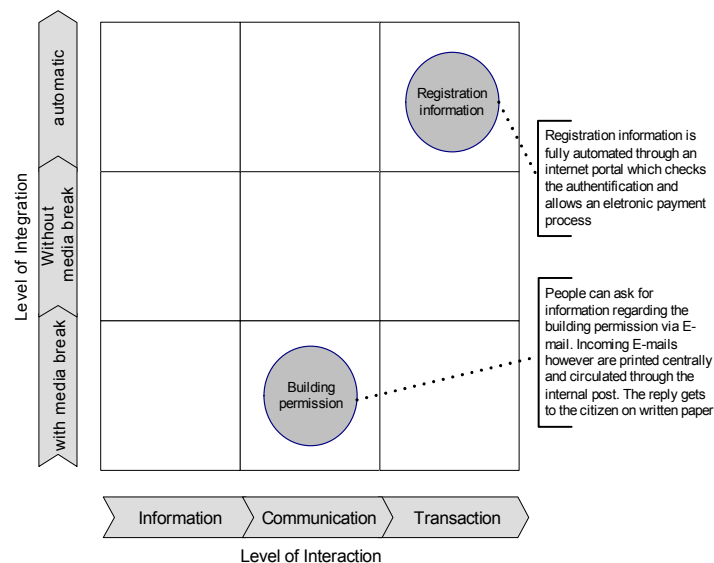 Level of Integration
automatic
Without
media break
with media break
Registration
information
Registration information is
fully automated through an
internet portal which checks
the authentification and
allows an eletronic payment
process
Building
permission
People can ask for
information regarding the
building permission via E-
mail. Incoming E-mails
however are printed centrally
and circulated through the
internal post. The reply gets
to the citizen on written paper
Information
Communication
Transaction
Level of Interaction